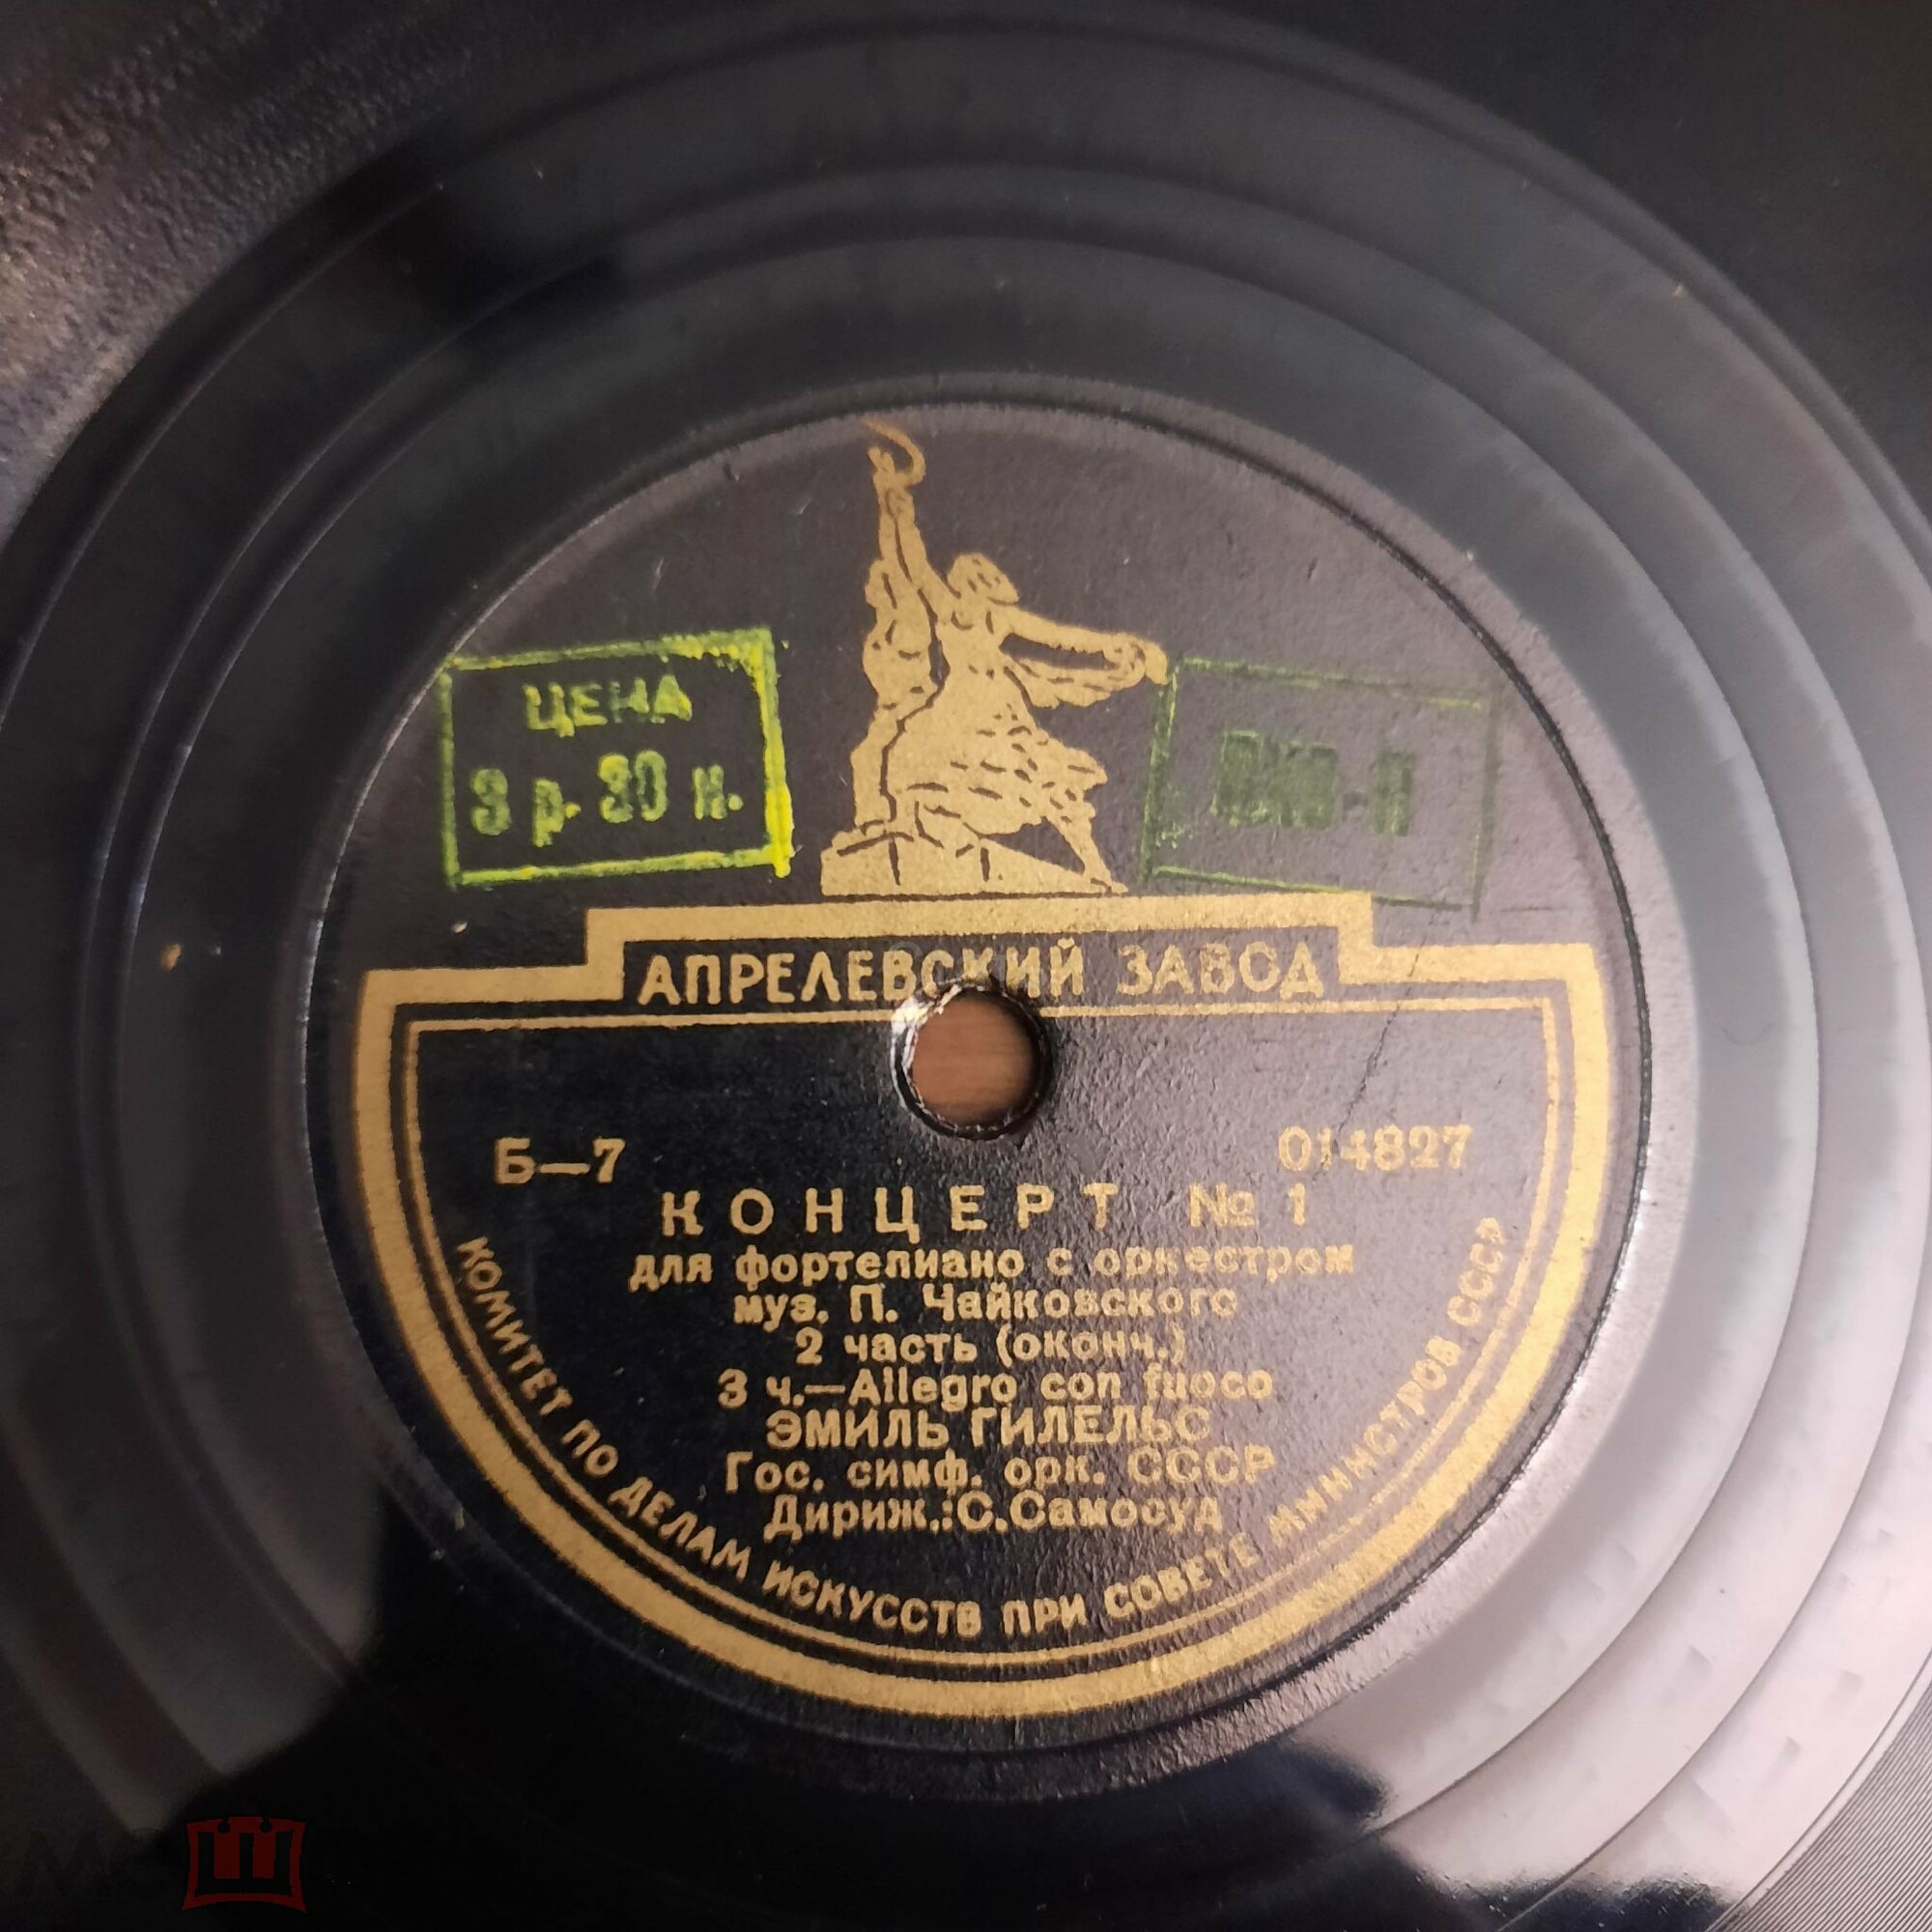 ЦЕНА
3 р. 30 к.
АПРЕЛЕВСКИЙ ЗАВОД
Б—7
014827
КОНЦЕРТ № 1
для фортепиано с оркестром
муз. П. Чайковского
2 часть (оконч.)
3 ч.—Allegro con fuoco
ЭМИЛЬ ГИЛЕЛЬС
Гос. симф. орк. СССР
Дириж.:С.Самосуд
КОМИТЕТ ПО ДЕЛАМ ИСКУССТВ ПРИ СОВЕТЕ МИНИСТРОВ СССР